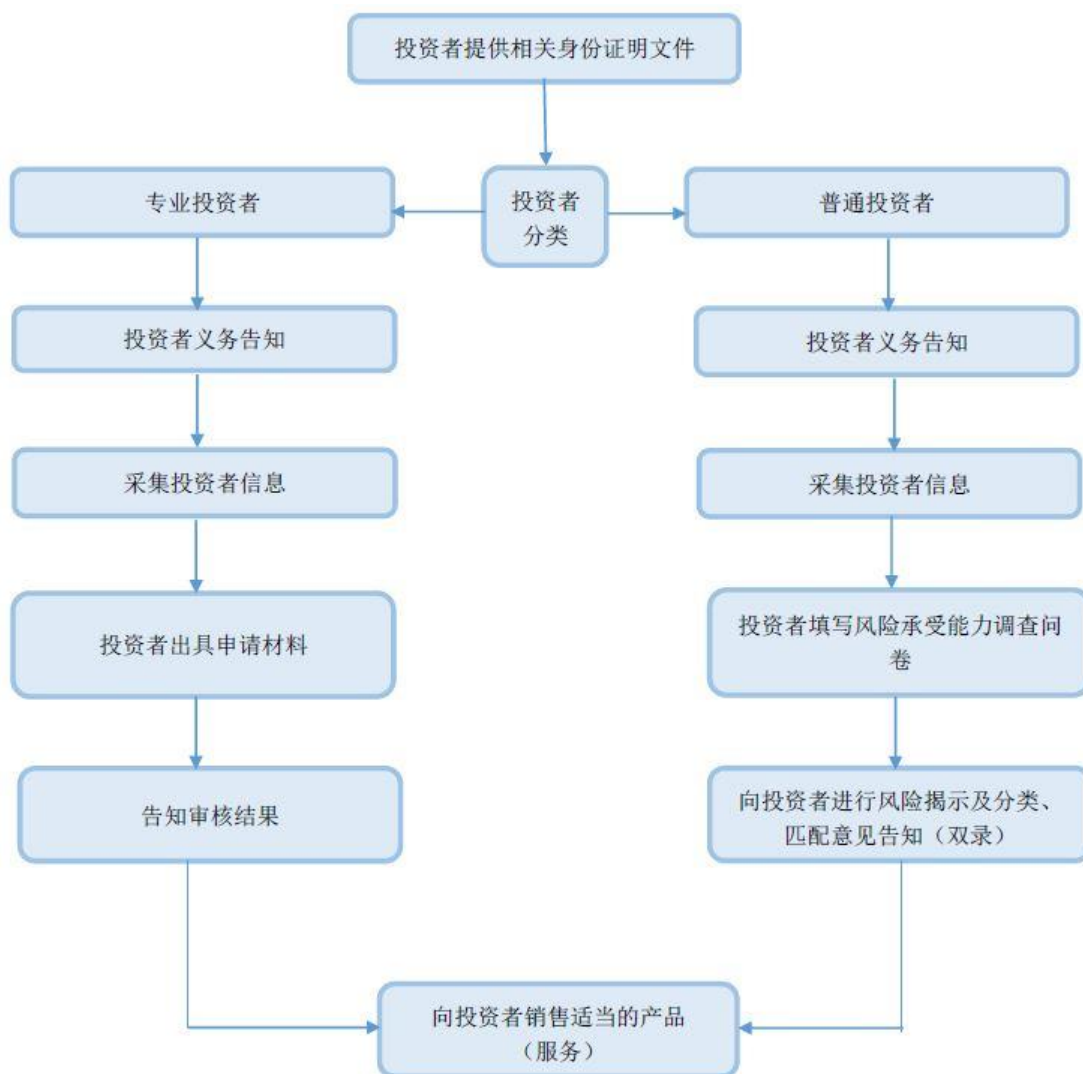 投资者提供相关身份证明文件
专业投资者
投资者
分类
普通投资者
投资者义务告知
投资者义务告知
采集投资者信息
采集投资者信息
投资者出具申请材料
投资者填写风险承受能力调查问
卷
告知审核结果
向投资者进行风险揭示及分类、
匹配意见告知（双录）
向投资者销售适当的产品
（服务）